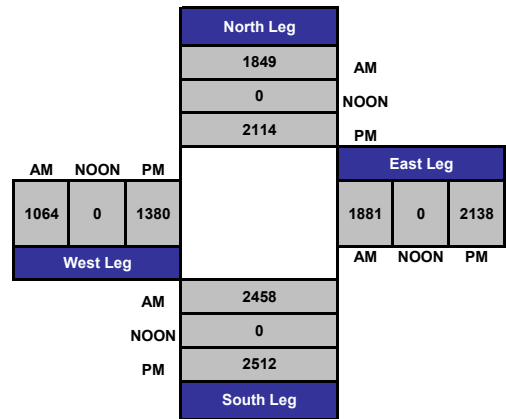 North Leg
1849 AM
0 NOON
2114 PM
AM NOON PM East Leg
1064 0 1380 1881 0 2138
West Leg AM NOON PM
AM 2458
NOON 0
PM 2512
South Leg